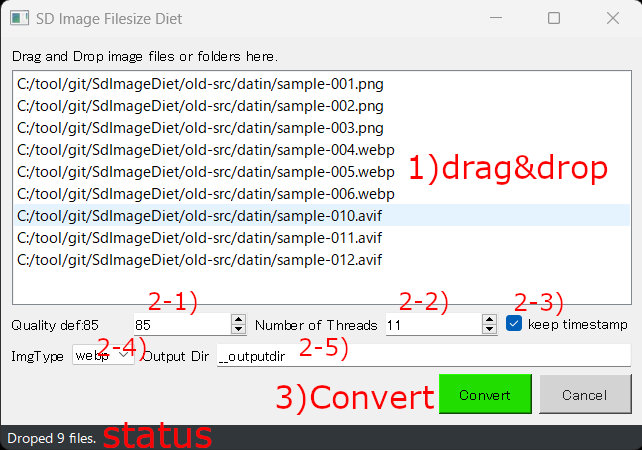 SD Image Filesize Diet
Drag and Drop image files or folders here.
C:/tool/git/SdImageDiet/old-src/datin/sample-001.png
C:/tool/git/SdImageDiet/old-src/datin/sample-002.png
C:/tool/git/SdImageDiet/old-src/datin/sample-003.png
C:/tool/git/SdImageDiet/old-src/datin/sample-004.webp
C:/tool/git/SdImageDiet/old-src/datin/sample-005.webp
1)drag&drop
C:/tool/git/SdImageDiet/old-src/datin/sample-006.webp
C:/tool/git/SdImageDiet/old-src/datin/sample-010.avif
C:/tool/git/SdImageDiet/old-src/datin/sample-011.avif
C:/tool/git/SdImageDiet/old-src/datin/sample-012.avif
2-1) 2-2) 2-3)
Quality def:85 85 Number of Threads 11 keep timestamp
2-4) 2-5)
ImgType webp Output Dir __outputdir
3)Convert Convert Cancel
Droped 9 files. status